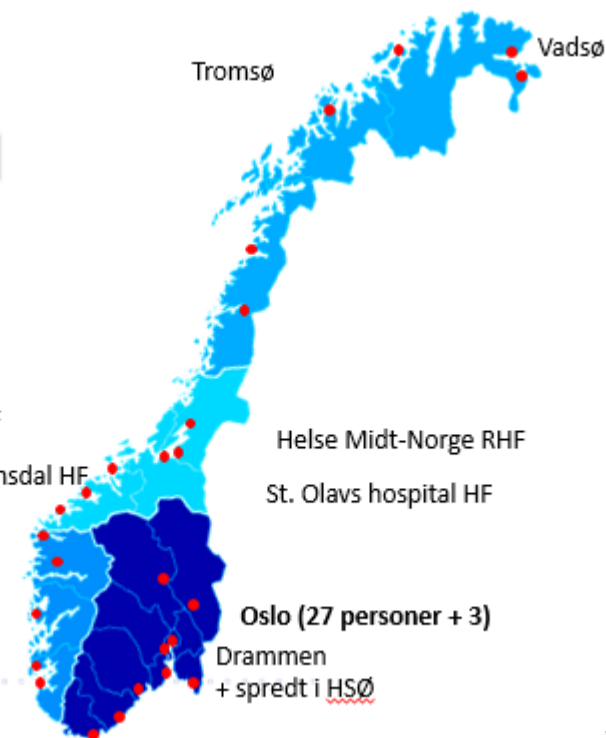 Tromsø
Vadsø
Helse Midt-Norge RHF
nsdal HF
St. Olavs hospital HF
Oslo (27 personer + 3)
Drammen
+ spredt i HSØ